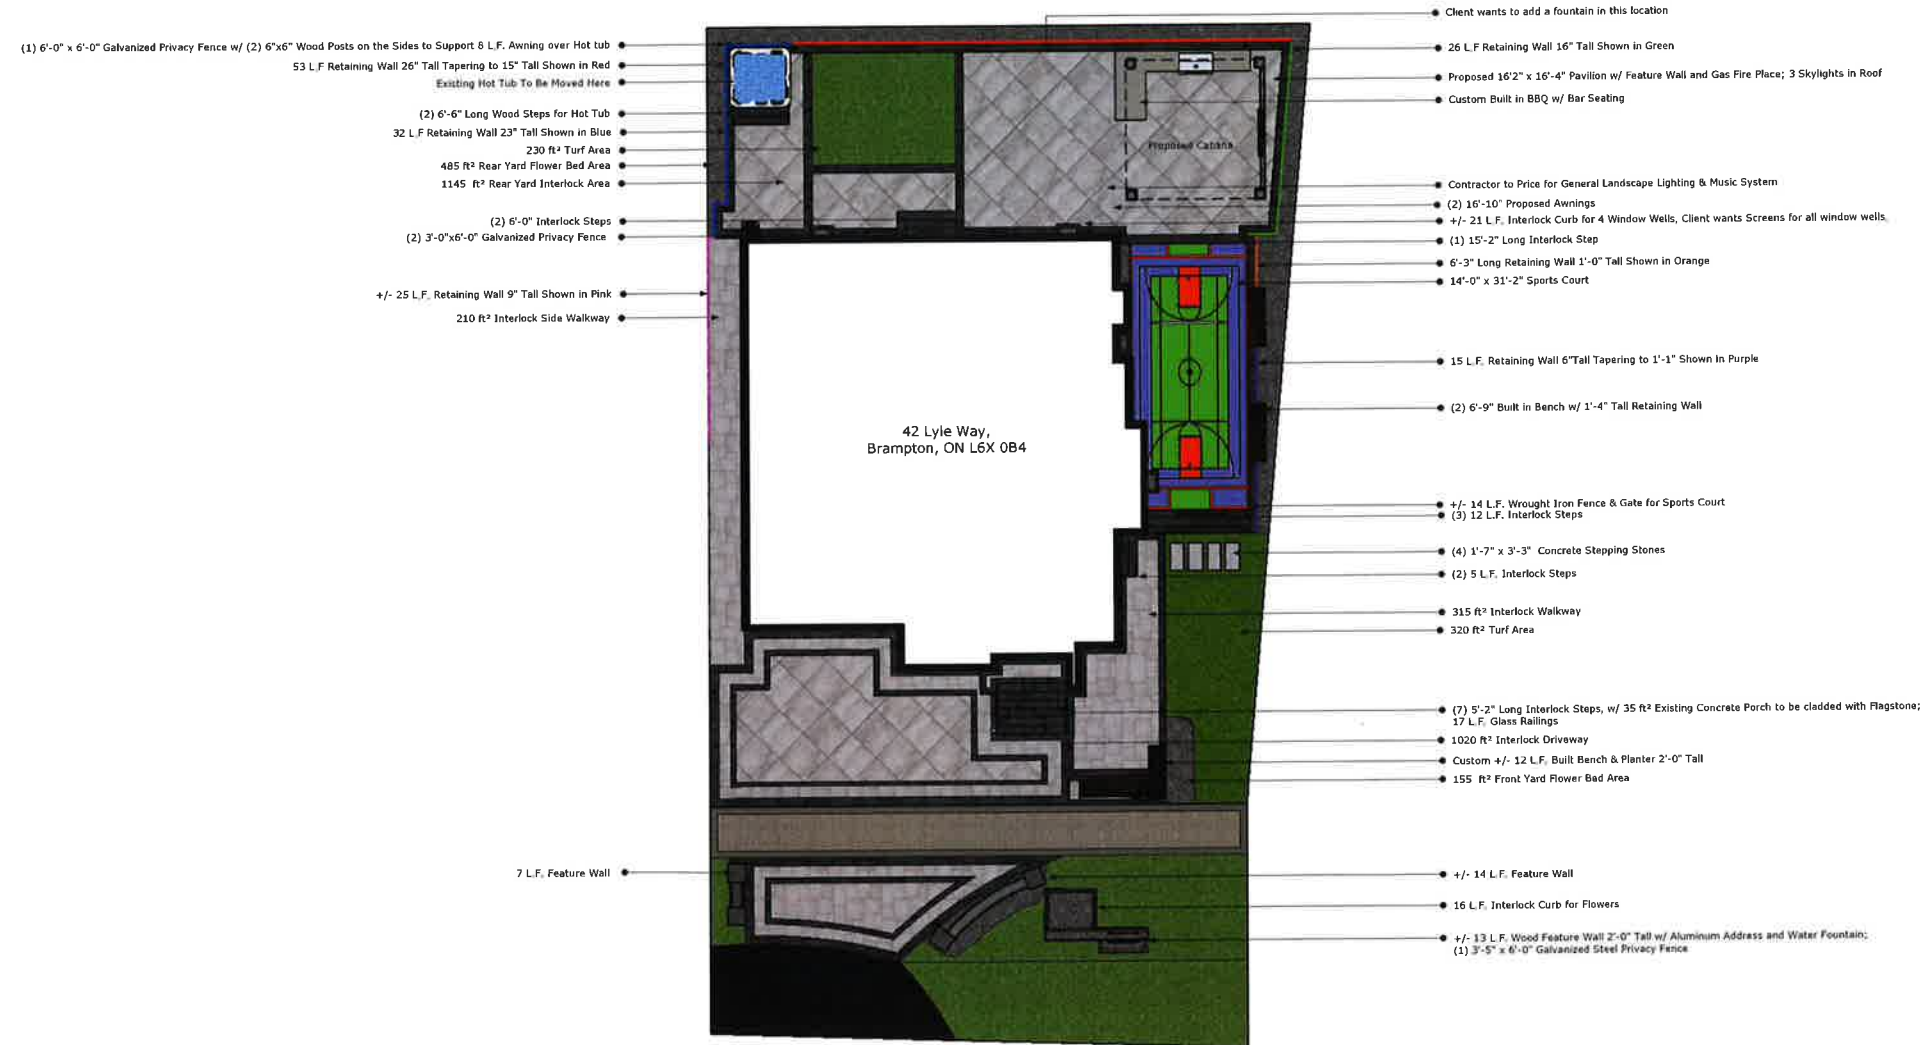 Client wants to add a fountain in this location
(1) 6'-0" x 6'-0" Galvanized Privacy Fence w/ (2) 6"x6" Wood Posts on the Sides to Support 8 L.F. Awning over Hot tub
53 L.F Retaining Wall 26" Tall Tapering to 15" Tall Shown in Red
Existing Hot Tub To Be Moved Here
(2) 6'-6" Long Wood Steps for Hot Tub
32 L.F Retaining Wall 23" Tall Shown in Blue
230 ft² Turf Area
485 ft² Rear Yard Flower Bed Area
1145 ft² Rear Yard Interlock Area
(2) 6'-0" Interlock Steps
(2) 3'-0"x6'-0" Galvanized Privacy Fence
+/- 25 L.F. Retaining Wall 9" Tall Shown in Pink
210 ft² Interlock Side Walkway
7 L.F. Feature Wall
Proposed Cabana
42 Lyle Way,
Brampton, ON L6X 0B4
26 L.F Retaining Wall 16" Tall Shown in Green
Proposed 16'2" x 16'-4" Pavilion w/ Feature Wall and Gas Fire Place; 3 Skylights in Roof
Custom Built in BBQ w/ Bar Seating
Contractor to Price for General Landscape Lighting & Music System
(2) 16'-10" Proposed Awnings
+/- 21 L.F. Interlock Curb for 4 Window Wells, Client wants Screens for all window wells
(1) 15'-2" Long Interlock Step
6'-3" Long Retaining Wall 1'-0" Tall Shown in Orange
14'-0" x 31'-2" Sports Court
15 L.F. Retaining Wall 6"Tall Tapering to 1'-1" Shown in Purple
(2) 6'-9" Built in Bench w/ 1'-4" Tall Retaining Wall
+/- 14 L.F. Wrought Iron Fence & Gate for Sports Court
(3) 12 L.F. Interlock Steps
(4) 1'-7" x 3'-3" Concrete Stepping Stones
(2) 5 L.F. Interlock Steps
315 ft² Interlock Walkway
320 ft² Turf Area
(7) 5'-2" Long Interlock Steps, w/ 35 ft² Existing Concrete Porch to be cladded with Flagstone;
17 L.F. Glass Railings
1020 ft² Interlock Driveway
Custom +/- 12 L.F. Built Bench & Planter 2'-0" Tall
155 ft² Front Yard Flower Bed Area
+/- 14 L.F. Feature Wall
16 L.F. Interlock Curb for Flowers
+/- 13 L.F. Wood Feature Wall 2'-0" Tall w/ Aluminum Address and Water Fountain;
(1) 3'-5" x 6'-0" Galvanized Steel Privacy Fence